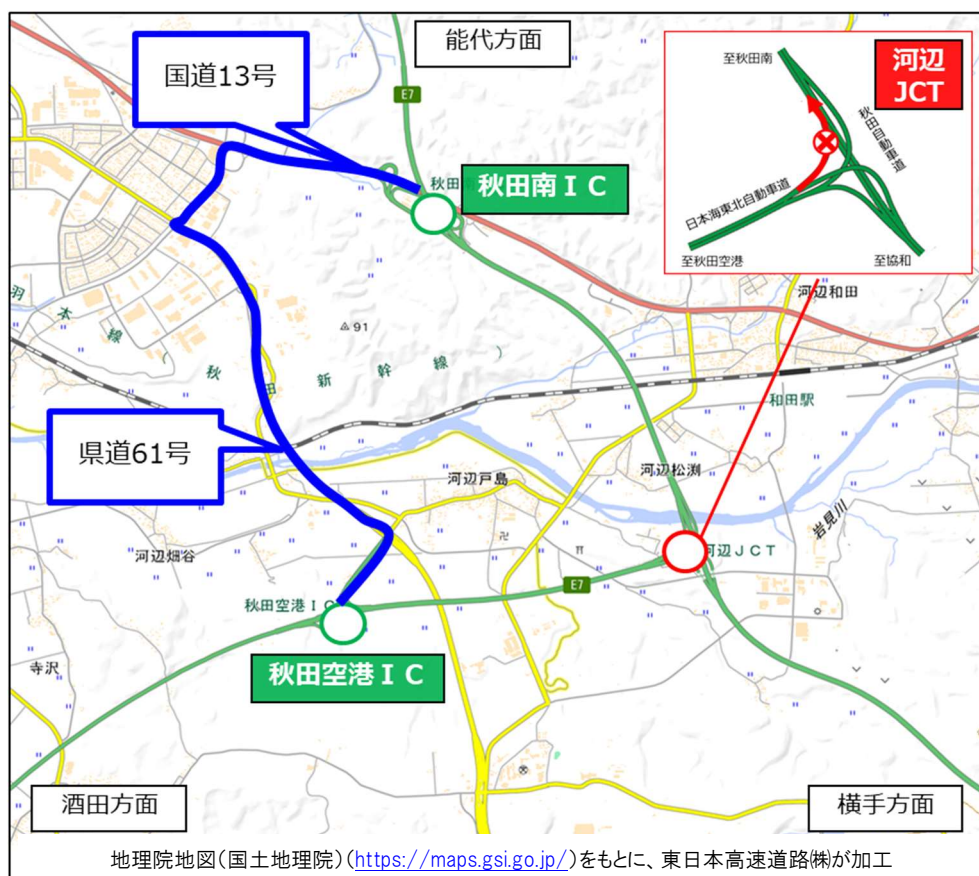 能代方面
国道13号
E7
秋田南ＩＣ
至秋田南
河辺
JCT
秋田自動車道
日本海東北自動車道
至秋田空港
至協和
羽
本
線
(
秋
田
新
幹
線
)
91
河辺和田
和田駅
県道61号
河辺戸島
河辺松渕
岩見川
河辺畑谷
河辺ＪＣＴ
E7
秋田空港ＩＣ
秋田空港ＩＣ
寺沢
酒田方面
横手方面
地理院地図(国土地理院)(https://maps.gsi.go.jp/)をもとに、東日本高速道路㈱が加工